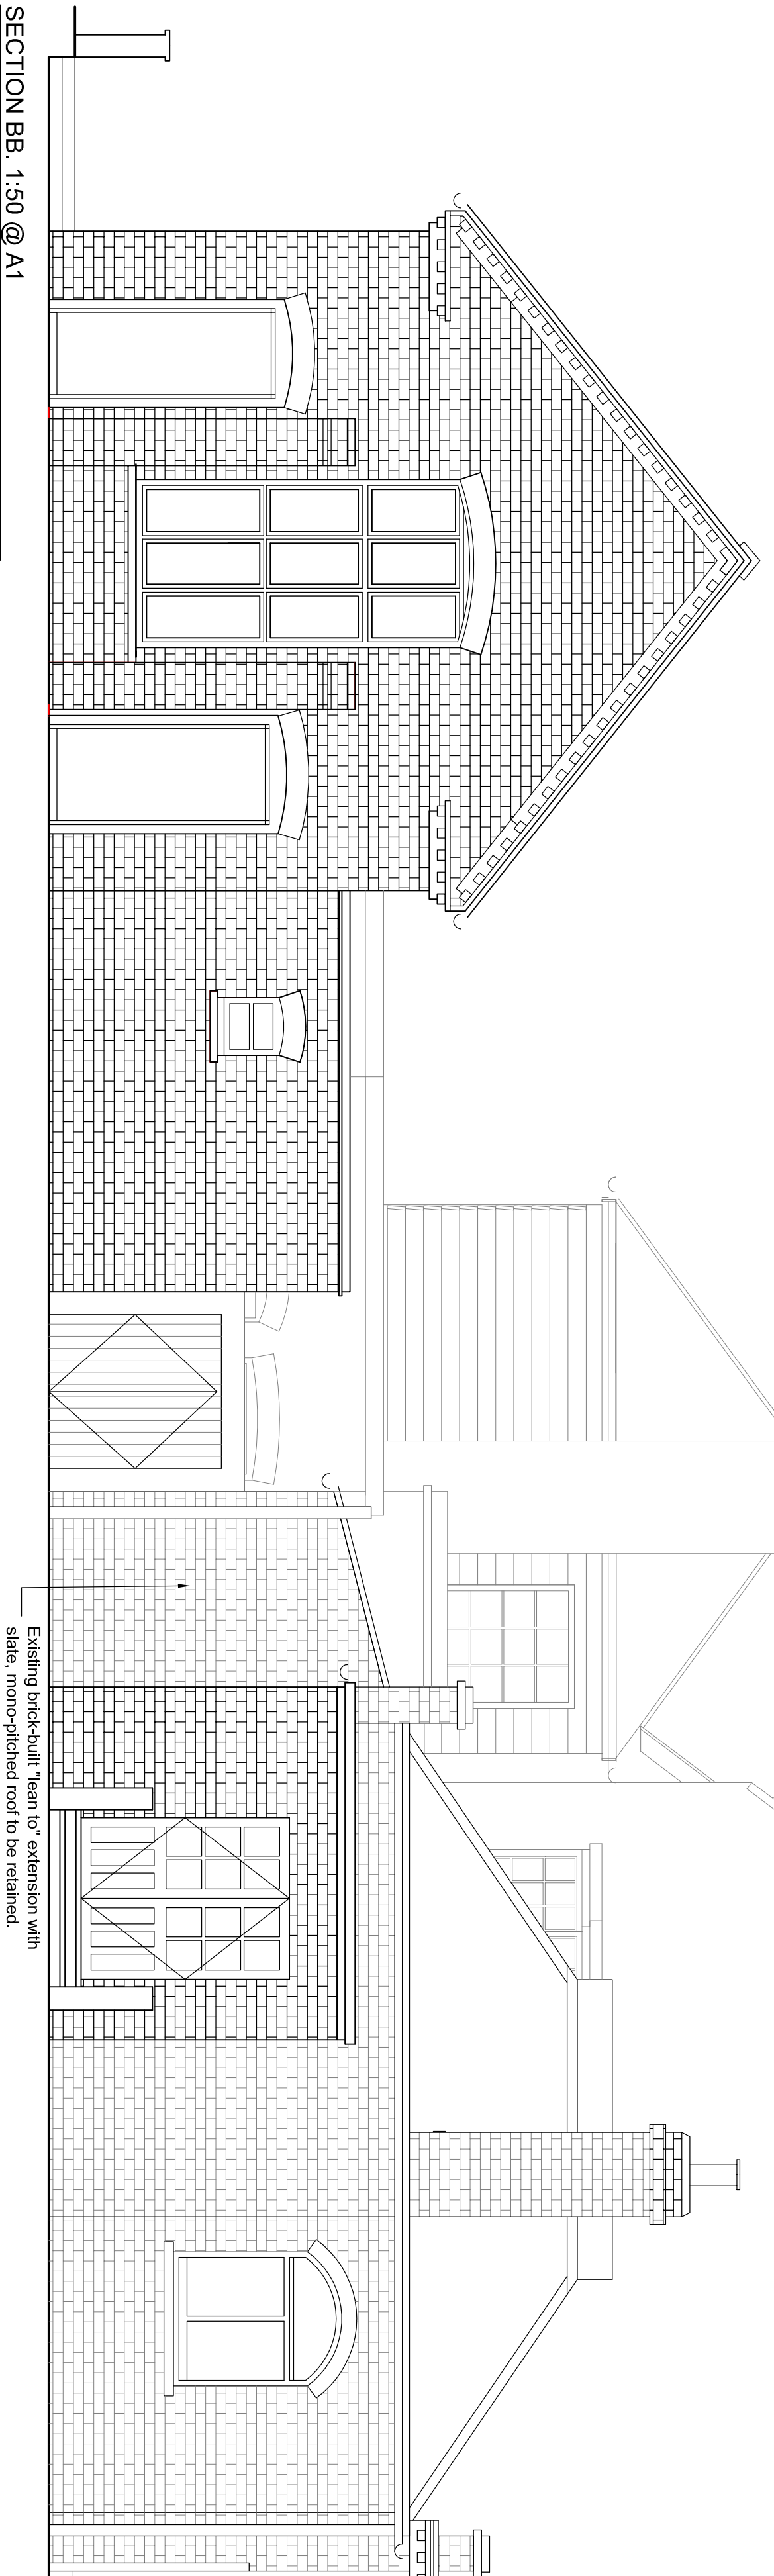 SECTION BB. 1:50 @ A1
Existing brick-built "lean to" extension with
slate, mono-pitched roof to be retained.